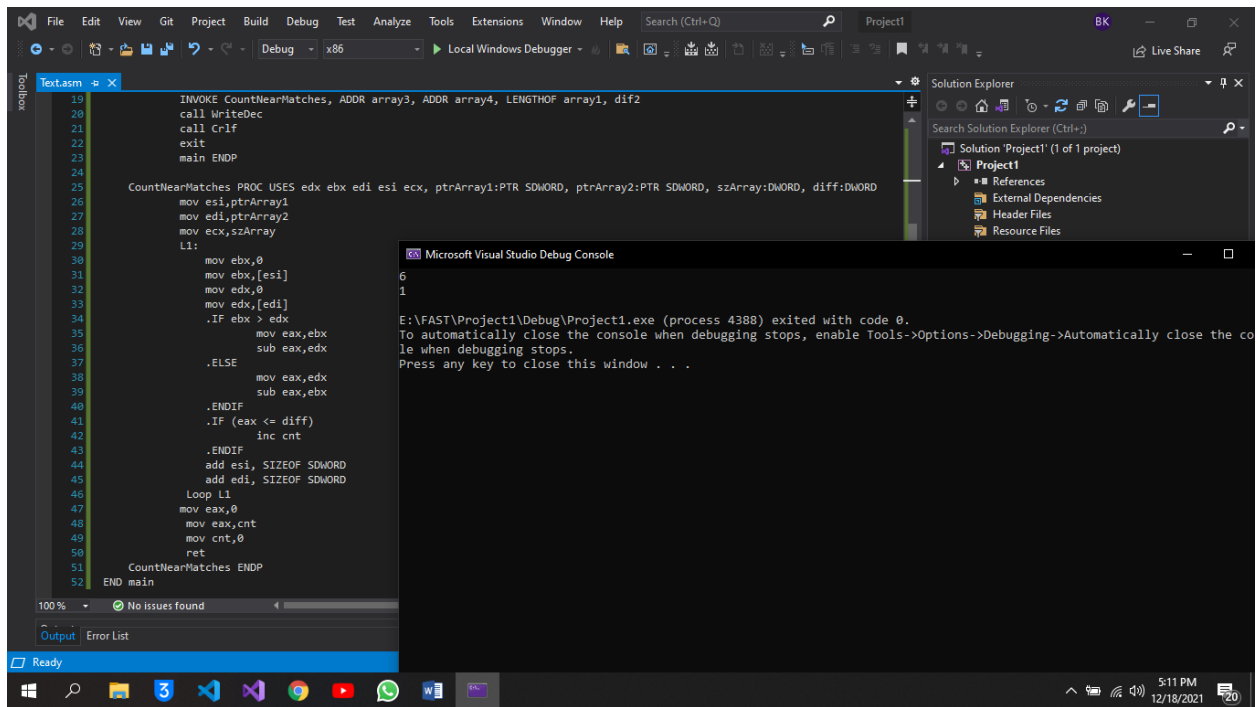 File Edit View Git Project Build Debug Test Analyze Tools Extensions Window Help Search (Ctrl+Q) Project1 BK
Debug x86 Local Windows Debugger Live Share
Toolbox
Text.asm
Solution Explorer
Search Solution Explorer (Ctrl+;)
Solution 'Project1' (1 of 1 project)
Project1
References
External Dependencies
Header Files
Resource Files
19 INVOKE CountNearMatches, ADDR array3, ADDR array4, LENGTHOF array1, dif2
20 call WriteDec
21 call Crlf
22 exit
23 main ENDP
24
25 CountNearMatches PROC USES edx ebx edi esi ecx, ptrArray1:PTR SDWORD, ptrArray2:PTR SDWORD, szArray:DWORD, diff:DWORD
26 mov esi,ptrArray1
27 mov edi,ptrArray2
28 mov ecx,szArray
29 L1:
30 mov ebx,0
31 mov ebx,[esi]
32 mov edx,0
33 mov edx,[edi]
34 .IF ebx > edx
35 mov eax,ebx
36 sub eax,edx
37 .ELSE
38 mov eax,edx
39 sub eax,ebx
40 .ENDIF
41 .IF (eax <= diff)
42 inc cnt
43 .ENDIF
44 add esi, SIZEOF SDWORD
45 add edi, SIZEOF SDWORD
46 Loop L1
47 mov eax,0
48 mov eax,cnt
49 mov cnt,0
50 ret
51 CountNearMatches ENDP
52 END main
100 % No issues found
Output Error List
Ready
Microsoft Visual Studio Debug Console
6
1
E:\FAST\Project1\Debug\Project1.exe (process 4388) exited with code 0.
To automatically close the console when debugging stops, enable Tools->Options->Debugging->Automatically close the co
le when debugging stops.
Press any key to close this window . . .
5:11 PM
12/18/2021
20